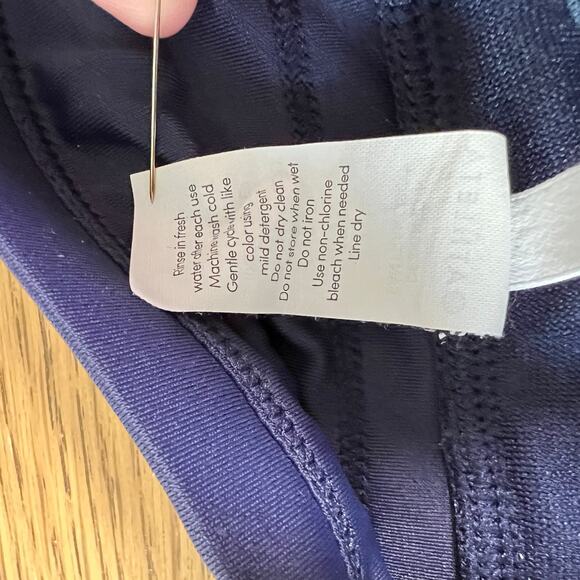 Rinse in fresh
water after each use
Machine wash cold
Gentle cycle with like
color using
mild detergent
Do not dry clean
Do not store when wet
Do not iron
Use non-chlorine
bleach when needed
Line dry